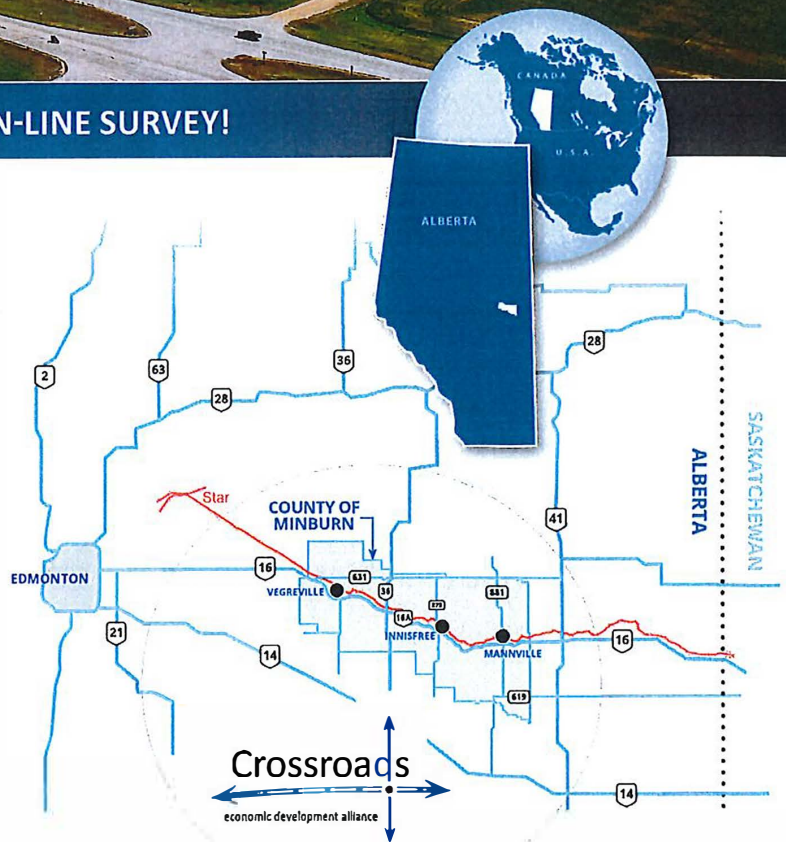 N-LINE SURVEY!
CANADA
U.S.A.
ALBERTA
28
36
63
2
28
SASKATCHEWAN
ALBERTA
Star
COUNTY OF
MINBURN
41
EDMONTON
16
631
VEGREVILLE
36
881
16A
879
INNISFREE
MANNVILLE
16
21
14
619
Crossroads
economic development alliance
14